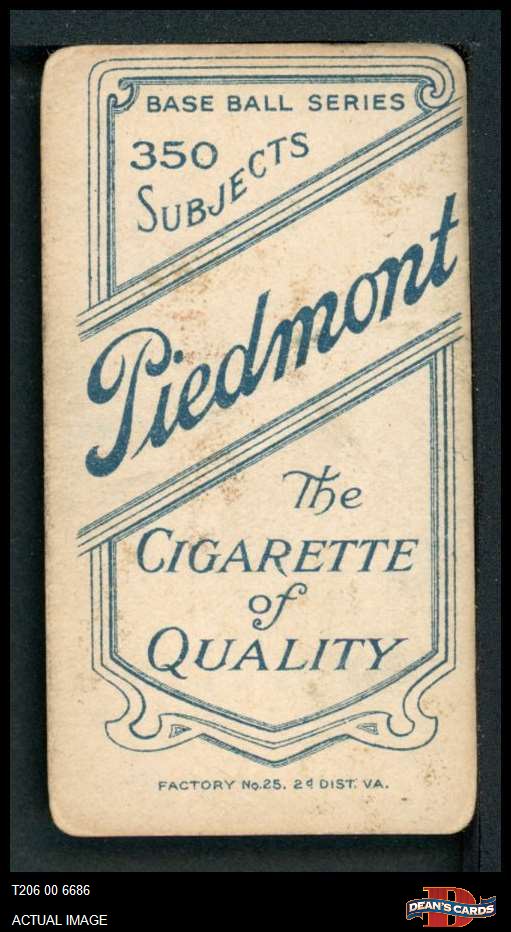 BASE BALL SERIES
350
SUBJECTS
Piedmont
The
CIGARETTE
of
QUALITY
FACTORY No.25. 2d DIST. VA.
T206 00 6686
ACTUAL IMAGE
D
DEAN'S CARDS